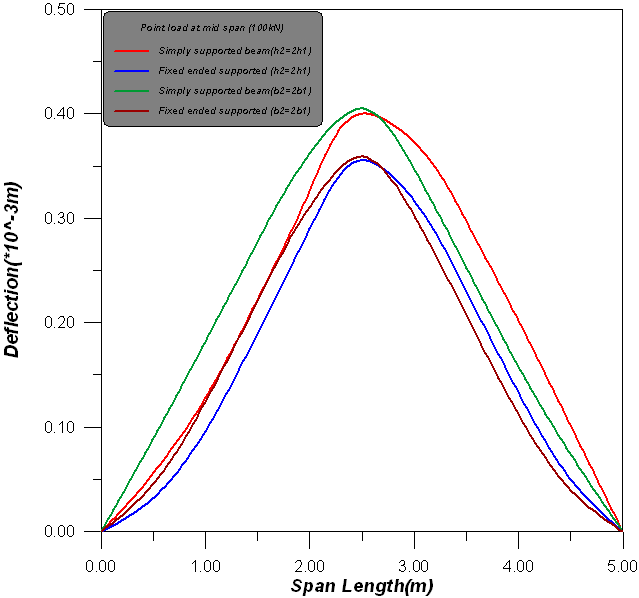 0.50
Point load at mid span (100kN)
Simply supported beam(h2=2h1)
Fixed ended supported (h2=2h1)
Simply supported beam(b2=2b1)
Fixed ended supported (b2=2b1)
0.40
0.30
0.20
0.10
0.00
Deflection(*10^-3m)
0.00 1.00 2.00 3.00 4.00 5.00
Span Length(m)